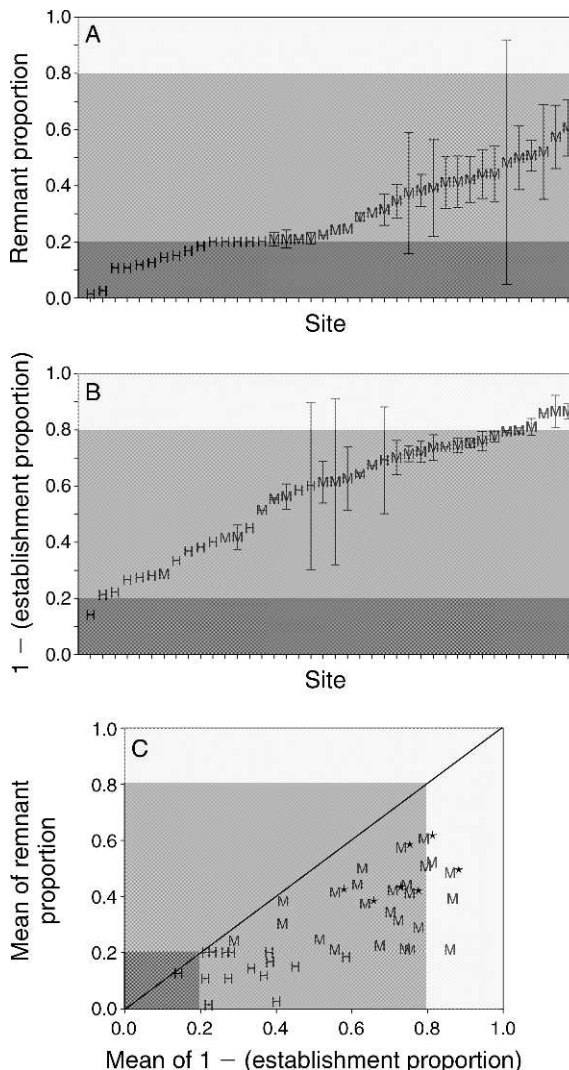 A
Remnant proportion
1.0
0.8
0.6
0.4
0.2
0.0
Site
B
1 − (establishment proportion)
1.0
0.8
0.6
0.4
0.2
0.0
Site
C
Mean of remnant
proportion
1.0
0.8
0.6
0.4
0.2
0.0
0.0 0.2 0.4 0.6 0.8 1.0
Mean of 1 − (establishment proportion)